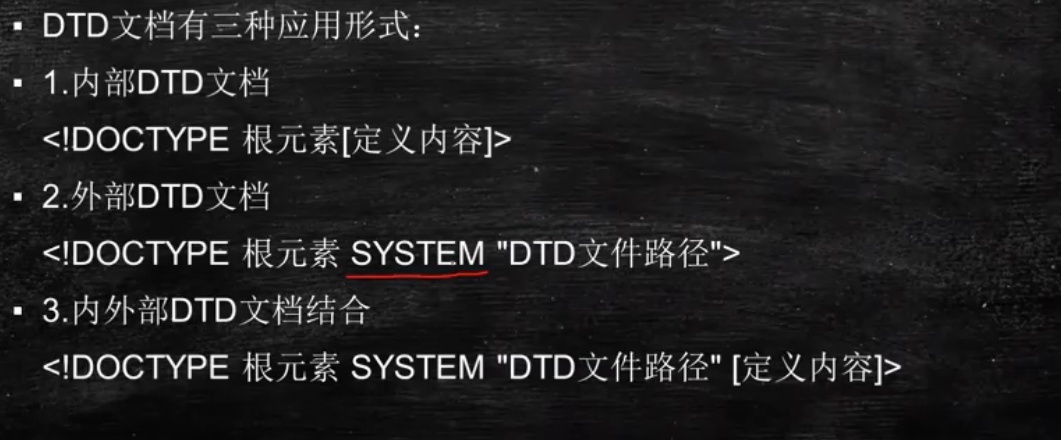 ▪ DTD文档有三种应用形式：
▪ 1.内部DTD文档
<!DOCTYPE 根元素[定义内容]>
▪ 2.外部DTD文档
<!DOCTYPE 根元素 SYSTEM "DTD文件路径">
▪ 3.内外部DTD文档结合
<!DOCTYPE 根元素 SYSTEM "DTD文件路径" [定义内容]>